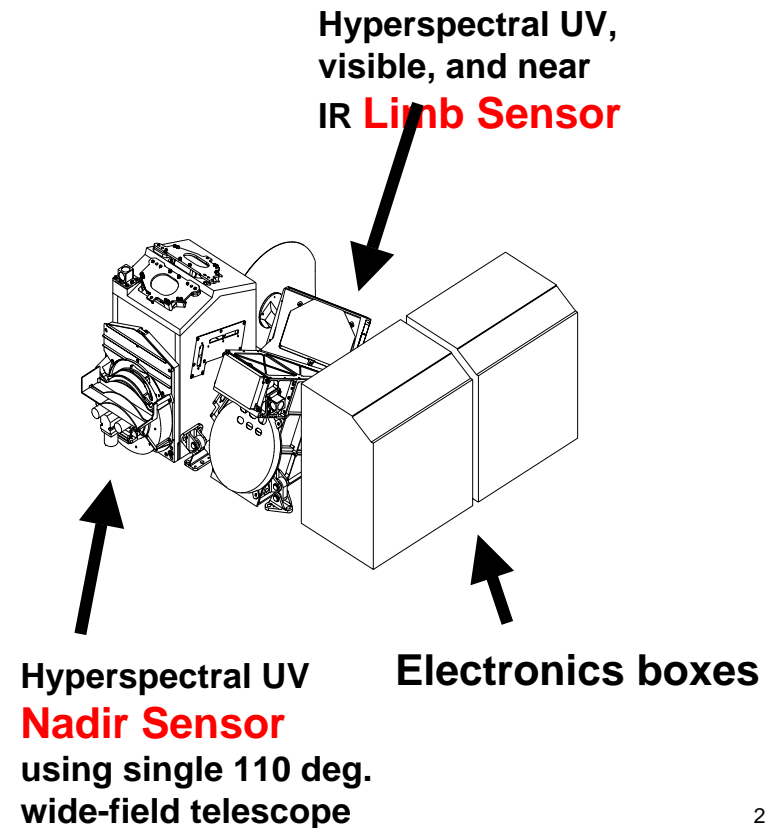 Hyperspectral UV,
visible, and near
IR Limb Sensor
Hyperspectral UV
Nadir Sensor
using single 110 deg.
wide-field telescope
Electronics boxes
2